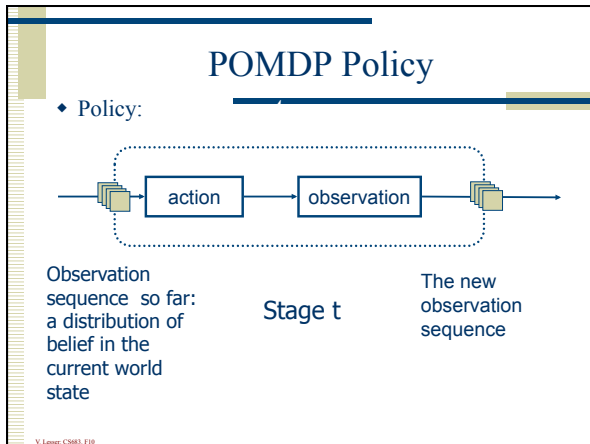 POMDP Policy
Policy:
action
observation
Observation
sequence so far:
a distribution of
belief in the
current world
state
Stage t
The new
observation
sequence
V. Lesser; CS683, F10